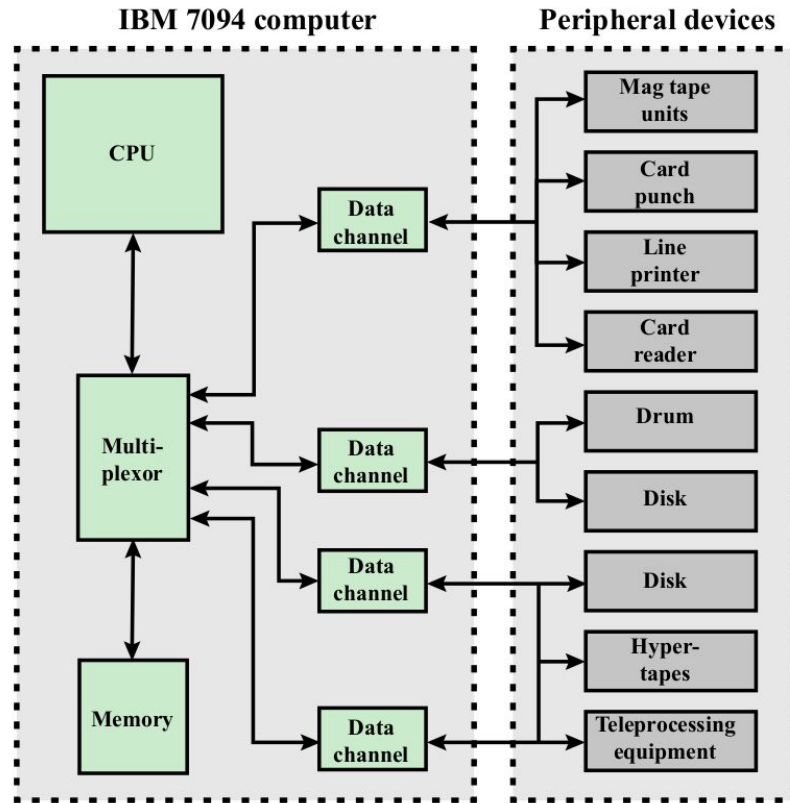 IBM 7094 computer
Peripheral devices
CPU
Multi-
plexor
Memory
Data
channel
Data
channel
Data
channel
Data
channel
Mag tape
units
Card
punch
Line
printer
Card
reader
Drum
Disk
Disk
Hyper-
tapes
Teleprocessing
equipment